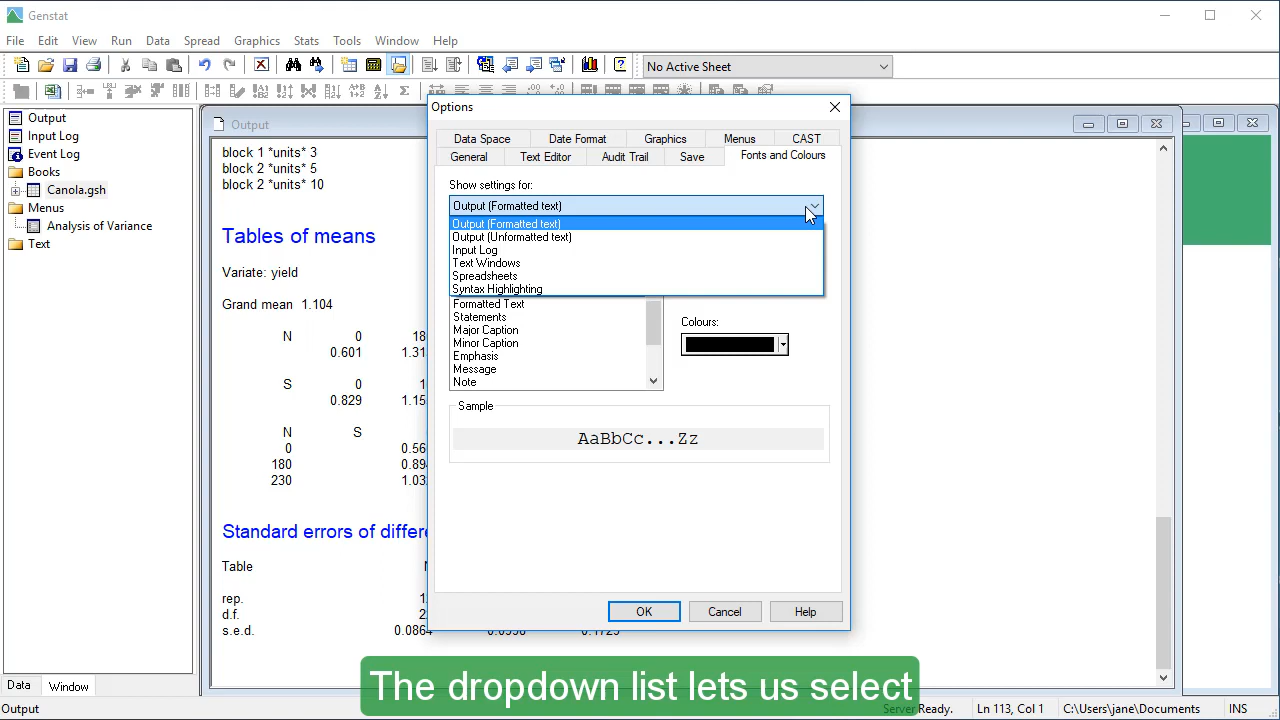 Genstat
File Edit View Run Data Spread Graphics Stats Tools Window Help
No Active Sheet
Output
Input Log
Event Log
Books
Canola.gsh
Menus
Analysis of Variance
Text
Data Window
Output
block 1 *units* 3
block 2 *units* 5
block 2 *units* 10
Tables of means
Variate: yield
Grand mean 1.104
N 0
0.601
S 0
0.829
N S
0 0.56
180 0.89
230 1.03
Standard errors of differe
Table
rep.
d.f.
s.e.d. 0.0864
Options
Data Space Date Format Graphics Menus CAST
General Text Editor Audit Trail Save Fonts and Colours
Show settings for:
Output (Formatted text)
Output (Formatted text)
Output (Unformatted text)
Input Log
Text Windows
Spreadsheets
Syntax Highlighting
Formatted Text
Statements
Major Caption
Minor Caption
Emphasis
Message
Note
Colours:
Sample
AaBbCc...Zz
OK Cancel Help
The dropdown list lets us select
Output Ready. Ln 113, Col 1 C:\Users\jane\Documents INS